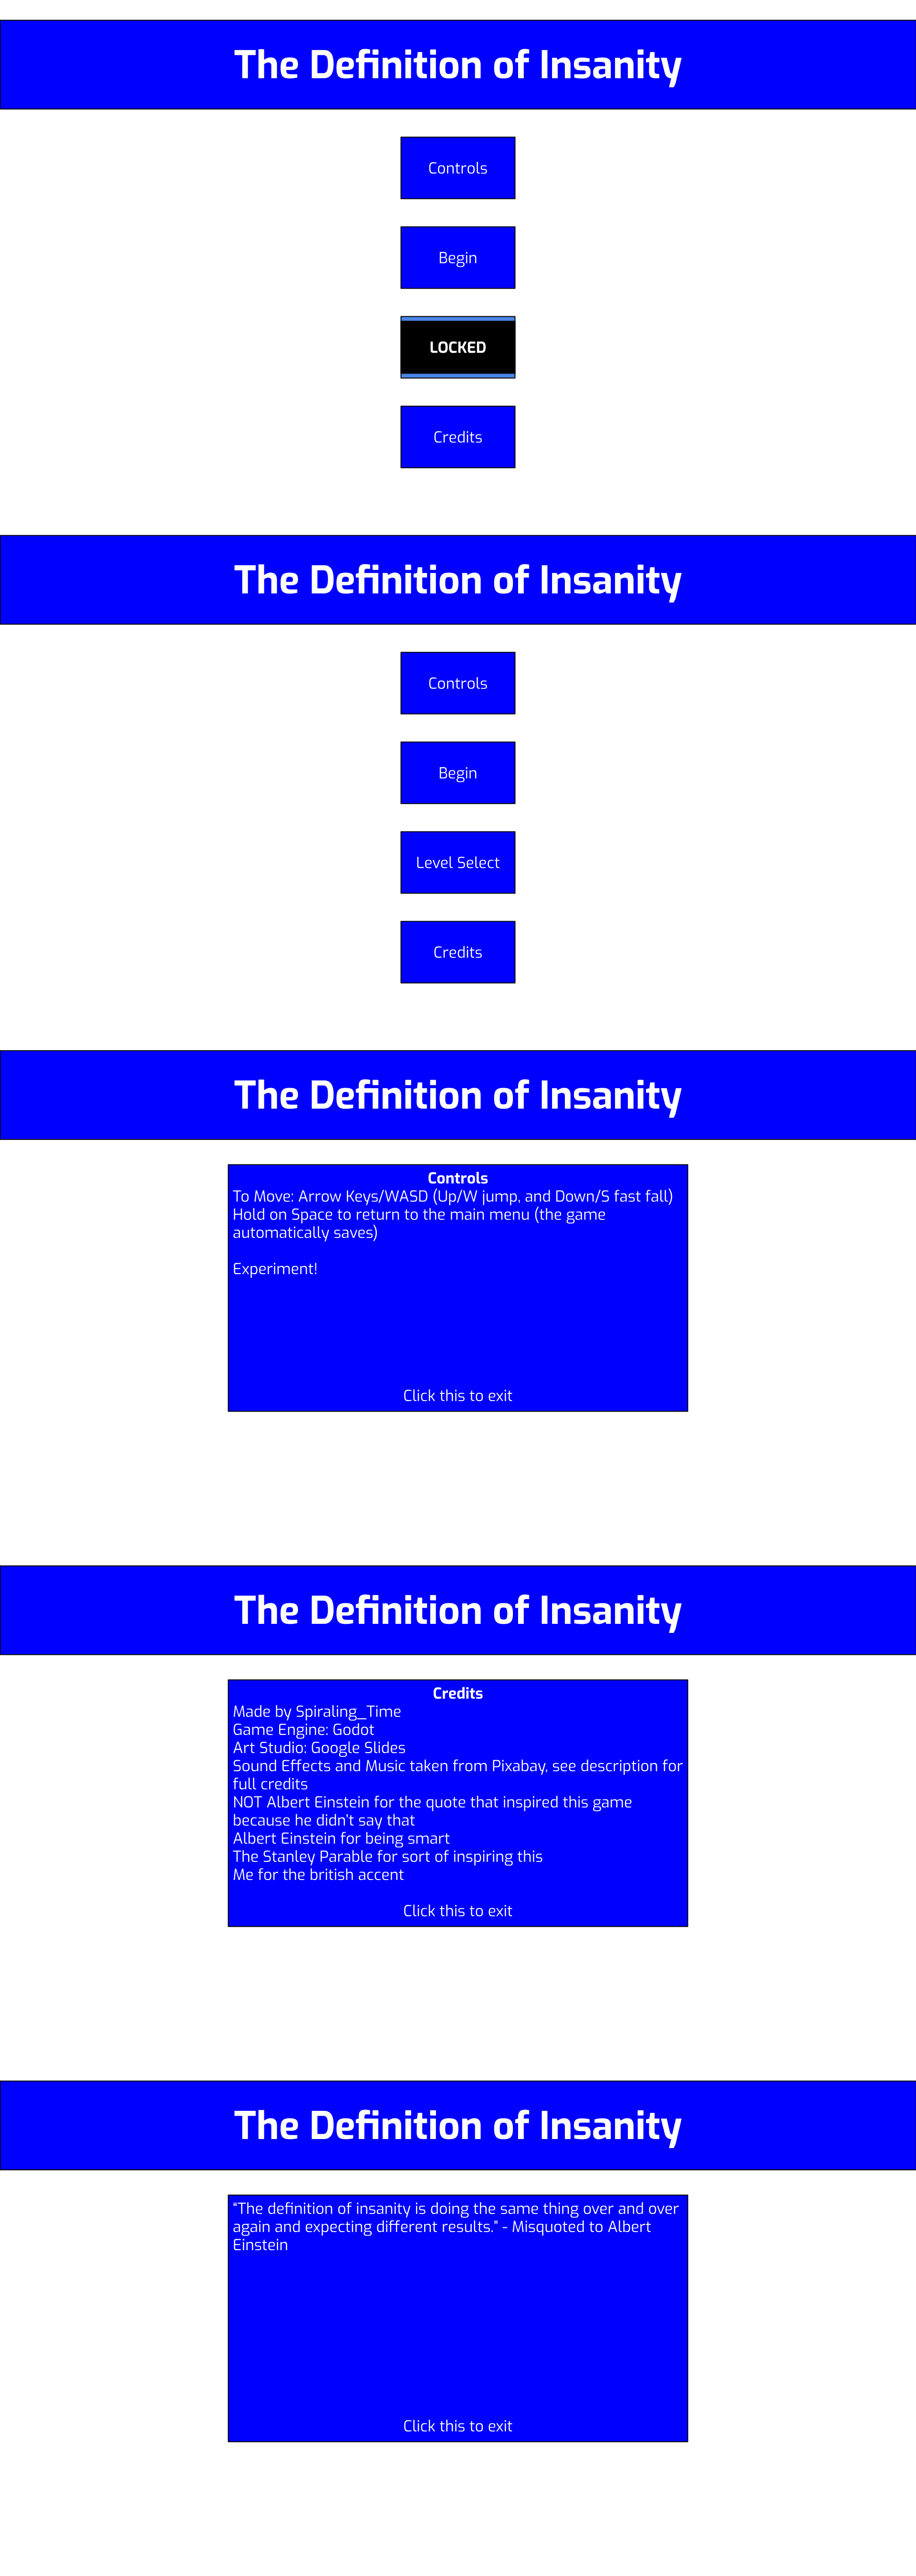 The Definition of Insanity
Controls
Begin
LOCKED
Credits
The Definition of Insanity
Controls
Begin
Level Select
Credits
The Definition of Insanity
Controls
To Move: Arrow Keys/WASD (Up/W jump, and Down/S fast fall)
Hold on Space to return to the main menu (the game
automatically saves)
Experiment!
Click this to exit
The Definition of Insanity
Credits
Made by Spiraling_Time
Game Engine: Godot
Art Studio: Google Slides
Sound Effects and Music taken from Pixabay, see description for
full credits
NOT Albert Einstein for the quote that inspired this game
because he didn't say that
Albert Einstein for being smart
The Stanley Parable for sort of inspiring this
Me for the british accent
Click this to exit
The Definition of Insanity
“The definition of insanity is doing the same thing over and over
again and expecting different results.” - Misquoted to Albert
Einstein
Click this to exit